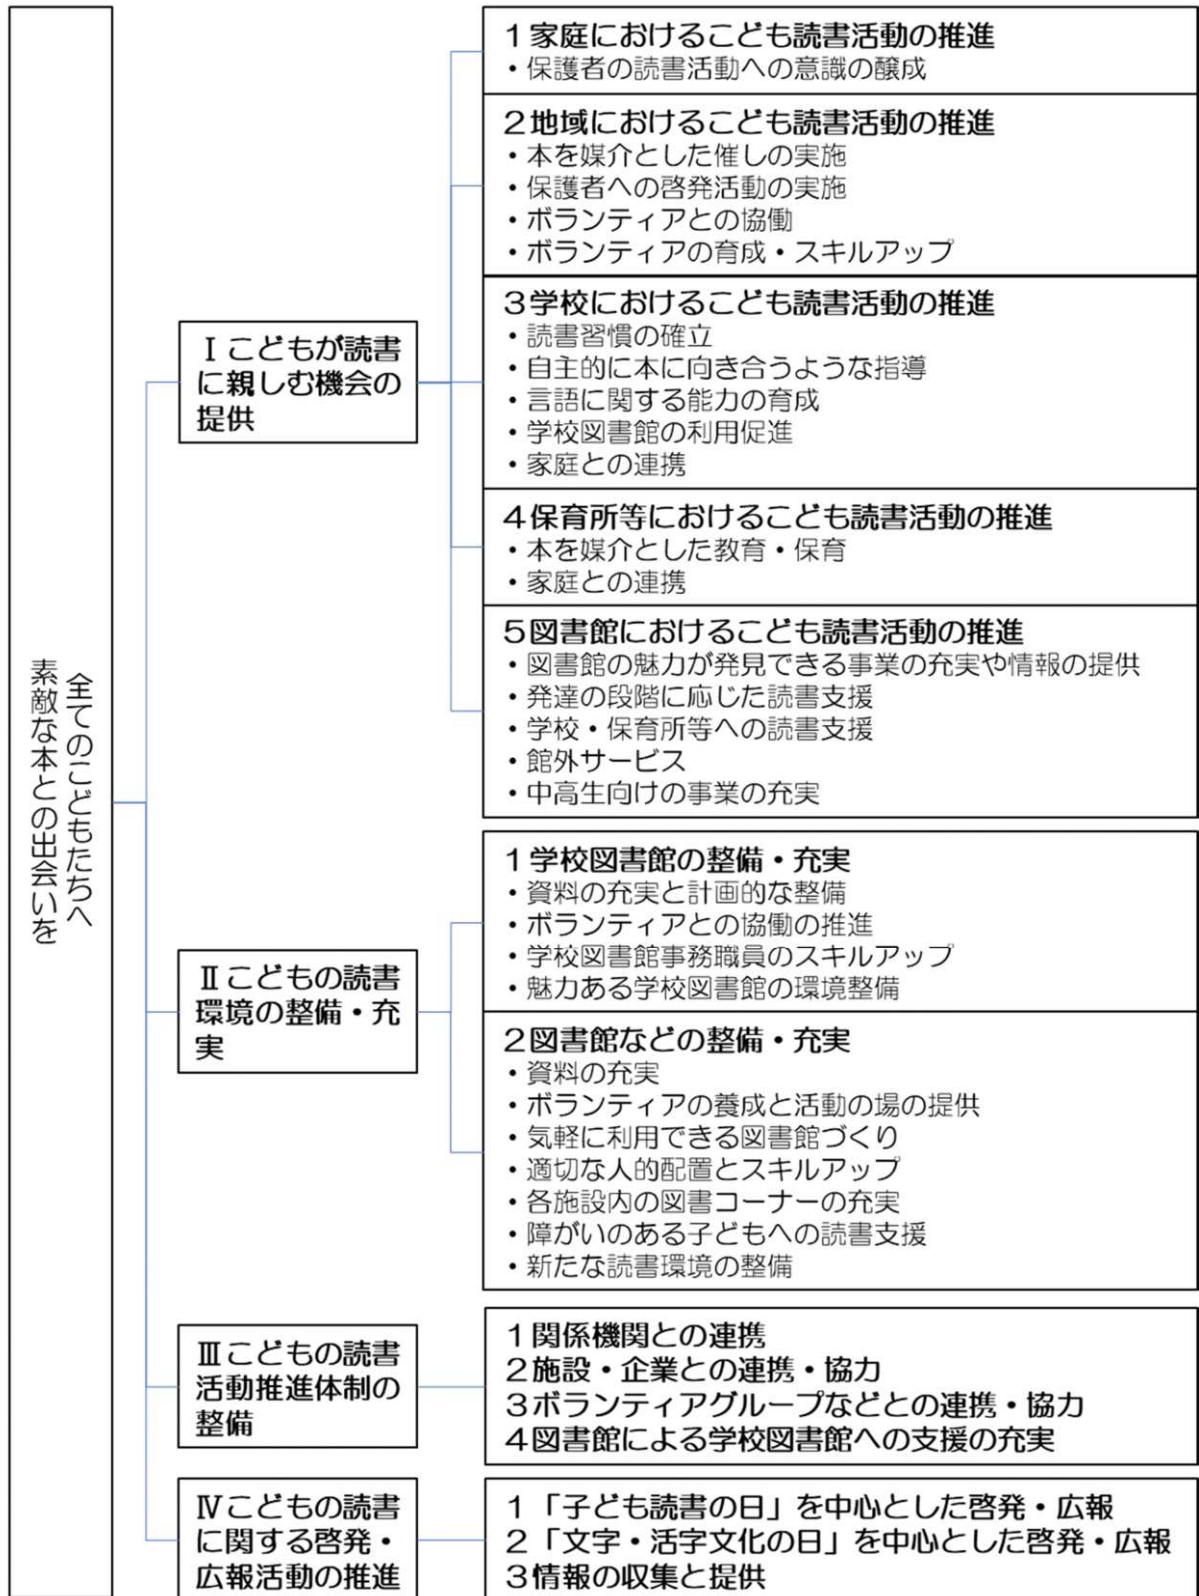 全てのこどもたちへ
素敵な本との出会いを
Ⅰこどもが読書
に親しむ機会の
提供
1家庭におけるこども読書活動の推進
・保護者の読書活動への意識の醸成
2地域におけるこども読書活動の推進
・本を媒介とした催しの実施
・保護者への啓発活動の実施
・ボランティアとの協働
・ボランティアの育成・スキルアップ
3学校におけるこども読書活動の推進
・読書習慣の確立
・自主的に本に向き合うような指導
・言語に関する能力の育成
・学校図書館の利用促進
・家庭との連携
4保育所等におけるこども読書活動の推進
・本を媒介とした教育・保育
・家庭との連携
5図書館におけるこども読書活動の推進
・図書館の魅力が発見できる事業の充実や情報の提供
・発達の段階に応じた読書支援
・学校・保育所等への読書支援
・館外サービス
・中高生向けの事業の充実
Ⅱこどもの読書
環境の整備・充
実
1学校図書館の整備・充実
・資料の充実と計画的な整備
・ボランティアとの協働の推進
・学校図書館事務職員のスキルアップ
・魅力ある学校図書館の環境整備
2図書館などの整備・充実
・資料の充実
・ボランティアの養成と活動の場の提供
・気軽に利用できる図書館づくり
・適切な人的配置とスキルアップ
・各施設内の図書コーナーの充実
・障がいのある子どもへの読書支援
・新たな読書環境の整備
Ⅲこどもの読書
活動推進体制の
整備
1関係機関との連携
2施設・企業との連携・協力
3ボランティアグループなどとの連携・協力
4図書館による学校図書館への支援の充実
Ⅳこどもの読書
に関する啓発・
広報活動の推進
1「子ども読書の日」を中心とした啓発・広報
2「文字・活字文化の日」を中心とした啓発・広報
3情報の収集と提供